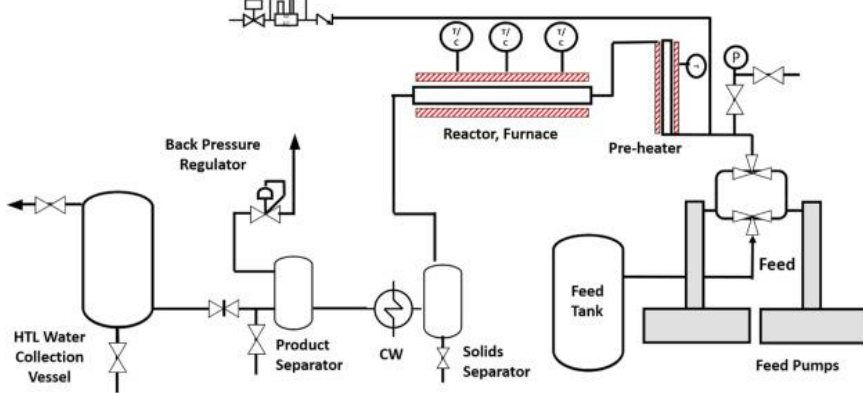 T/
c
T/
c
T/
c
P
Reactor, Furnace
Pre-heater
Back Pressure
Regulator
Feed
Feed
Tank
HTL Water
Collection
Vessel
Product
Separator
CW
Solids
Separator
Feed Pumps